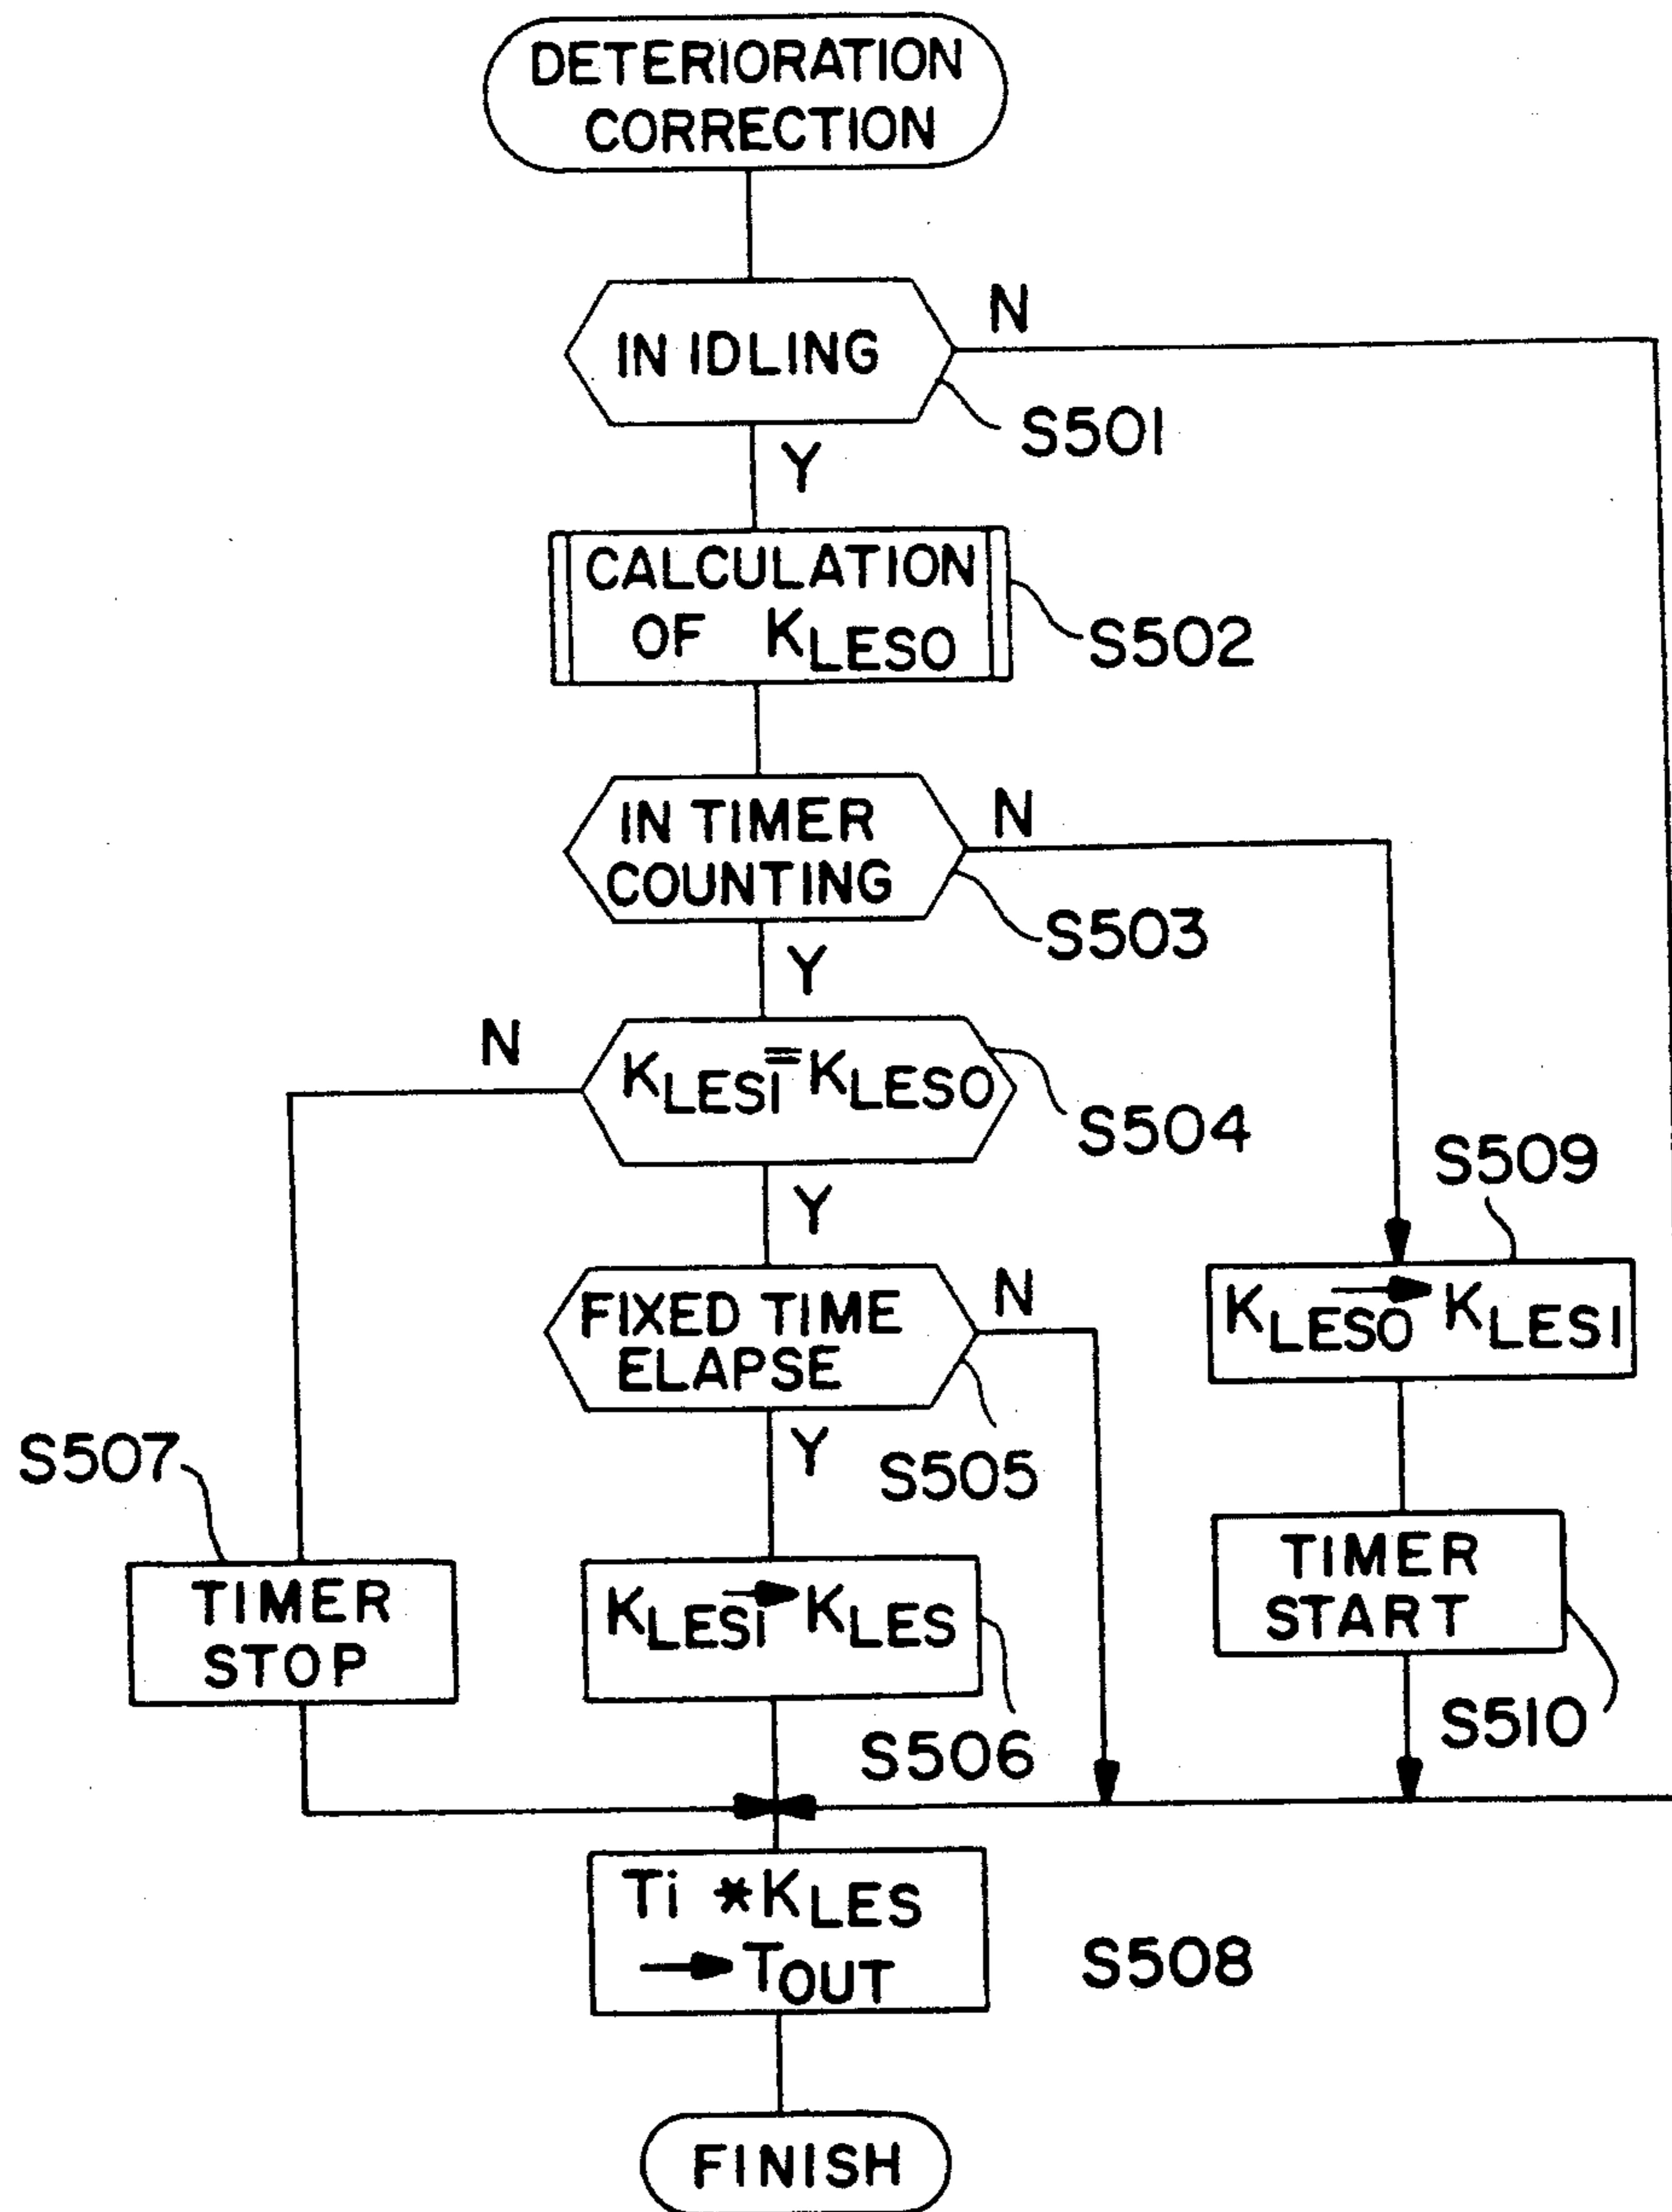 DETERIORATION
CORRECTION
IN IDLING
N
S501
Y
CALCULATION
OF KLESO
S502
IN TIMER
COUNTING
N
S503
Y
N
KLESI = KLESO
S504
Y
S509
FIXED TIME
ELAPSE
N
KLESO → KLESI
S507
Y
S505
TIMER
STOP
KLESI → KLES
TIMER
START
S506
S510
Ti *KLES
→ TOUT
S508
FINISH